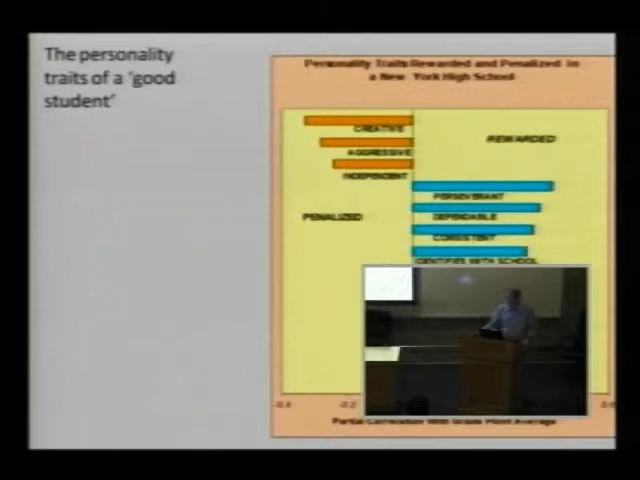 The personality
traits of a 'good
student'
Personality Traits Rewarded and Penalized in
a New York High School
CREATIVE
REWARDED
AGGRESSIVE
INDEPENDENT
PERSEVERANT
PENALIZED
DEPENDABLE
CONSISTENT
IDENTIFIES WITH SCHOOL
-0.4
-0.2
Partial Correlation with Grade Point Average